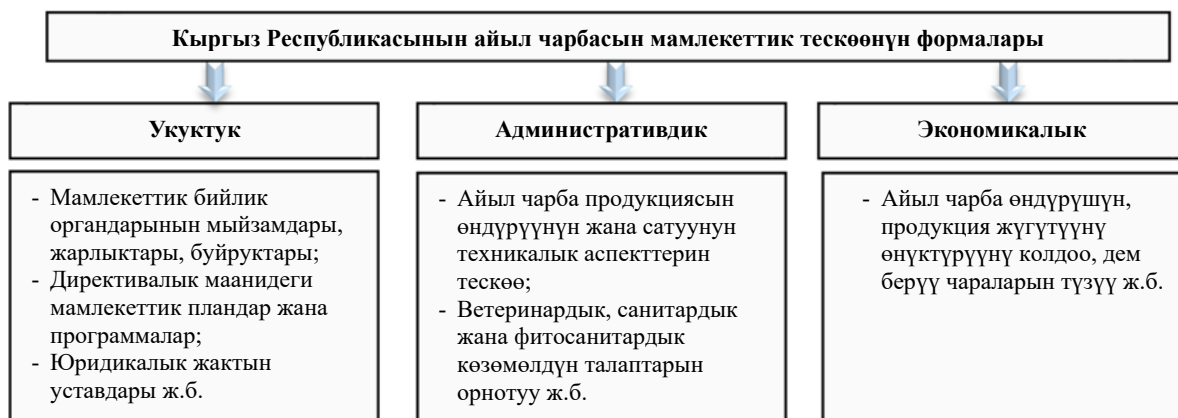 Кыргыз Республикасынын айыл чарбасын мамлекеттик тескөөнүн формалары
Укуктук
- Мамлекеттик бийлик
органдарынын мыйзамдары,
жарлыктары, буйруктары;
- Директивалык маанидеги
мамлекеттик пландар жана
программалар;
- Юридикалык жактын
уставдары ж.б.
Административдик
- Айыл чарба продукциясын
өндүрүүнүн жана сатуунун
техникалык аспекттерин
тескөө;
- Ветеринардык, санитардык
жана фитосанитардык
көзөмөлдүн талаптарын
орнотуу ж.б.
Экономикалык
- Айыл чарба өндүрүшүн,
продукция жүгүтүүнү
өнүктүрүүнү колдоо, дем
берүү чараларын түзүү ж.б.